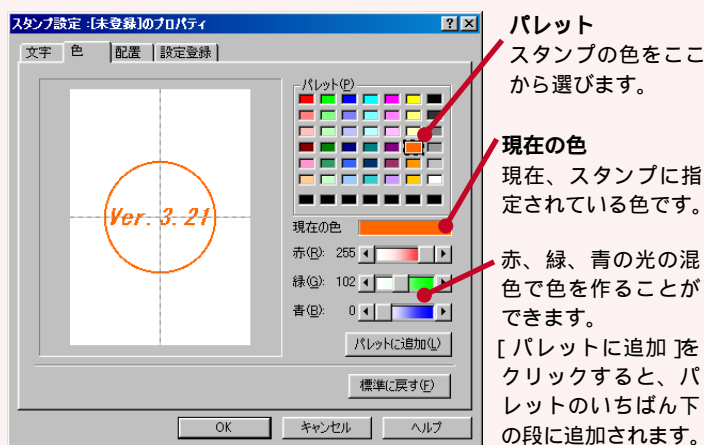 スタンプ設定：[未登録]のプロパティ
文字 色 配置 設定登録
パレット(P)
Ver. 3.21
現在の色
赤(R): 255
緑(G): 102
青(B): 0
パレットに追加(L)
標準に戻す(F)
OK キャンセル ヘルプ
パレット
スタンプの色をここ
から選びます。
現在の色
現在、スタンプに指
定されている色です。
赤、緑、青の光の混
色で色を作ることが
できます。
[パレットに追加]を
クリックすると、パ
レットのいちばん下
の段に追加されます。